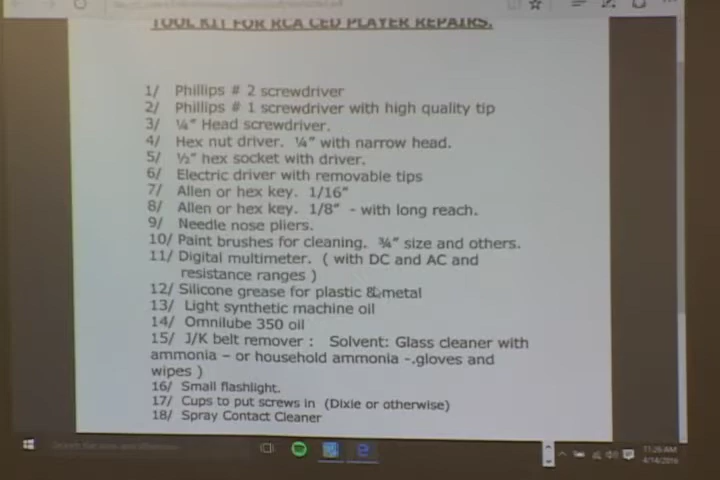 TOOL KIT FOR RCA CED PLAYER REPAIRS.
1/ Phillips # 2 screwdriver
2/ Phillips # 1 screwdriver with high quality tip
3/ ¼" Head screwdriver.
4/ Hex nut driver. ¼" with narrow head.
5/ ½" hex socket with driver.
6/ Electric driver with removable tips
7/ Allen or hex key. 1/16"
8/ Allen or hex key. 1/8" - with long reach.
9/ Needle nose pliers.
10/ Paint brushes for cleaning. ¾" size and others.
11/ Digital multimeter. ( with DC and AC and
resistance ranges )
12/ Silicone grease for plastic & metal
13/ Light synthetic machine oil
14/ Omnilube 350 oil
15/ J/K belt remover : Solvent: Glass cleaner with
ammonia – or household ammonia -.gloves and
wipes )
16/ Small flashlight.
17/ Cups to put screws in (Dixie or otherwise)
18/ Spray Contact Cleaner
11:26 AM
4/14/2016